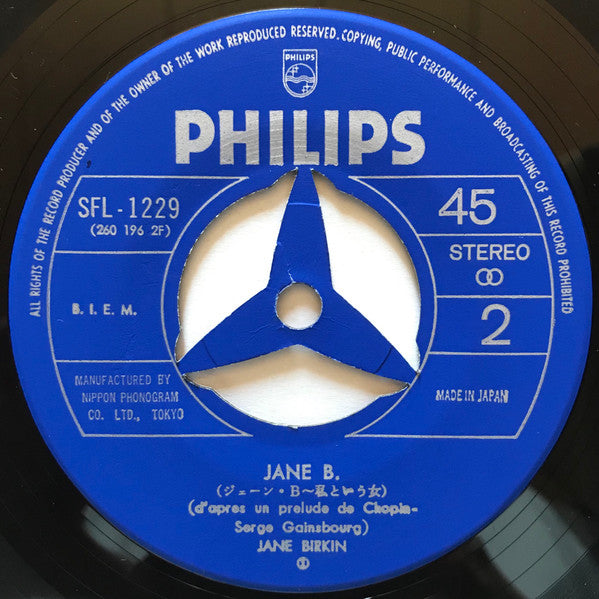 ALL RIGHTS OF THE RECORD PRODUCER AND OF THE OWNER OF THE WORK REPRODUCED RESERVED. COPYING, PUBLIC PERFORMANCE AND BROADCASTING OF THIS RECORD PROHIBITED
PHILIPS
PHILIPS
SFL-1229
(260 196 2F)
45
STEREO
B. I. E. M.
2
MANUFACTURED BY
NIPPON PHONOGRAM
CO. LTD., TOKYO
MADE IN JAPAN
JANE B.
(ジェーン・B～私という女)
(d'apres un prelude de Chopin-
Serge Gainsbourg)
JANE BIRKIN